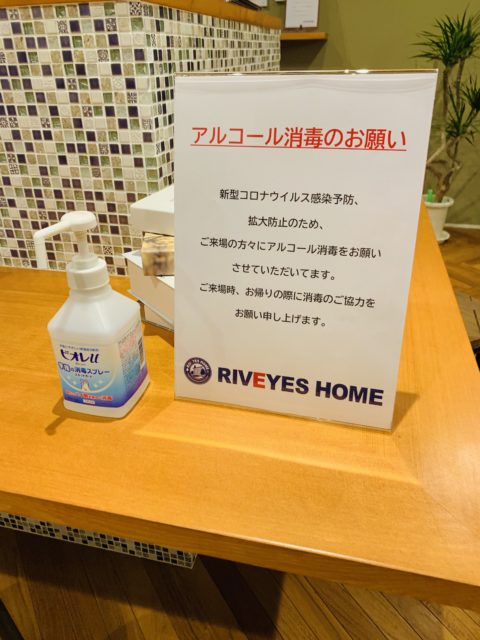 アルコール消毒のお願い
新型コロナウイルス感染予防、
拡大防止のため、
ご来場の方々にアルコール消毒をお願い
させていただいてます。
ご来場時、お帰りの際に消毒のご協力を
お願い申し上げます。
RIVEYES HOME
ビオレu
手指の消毒スプレー